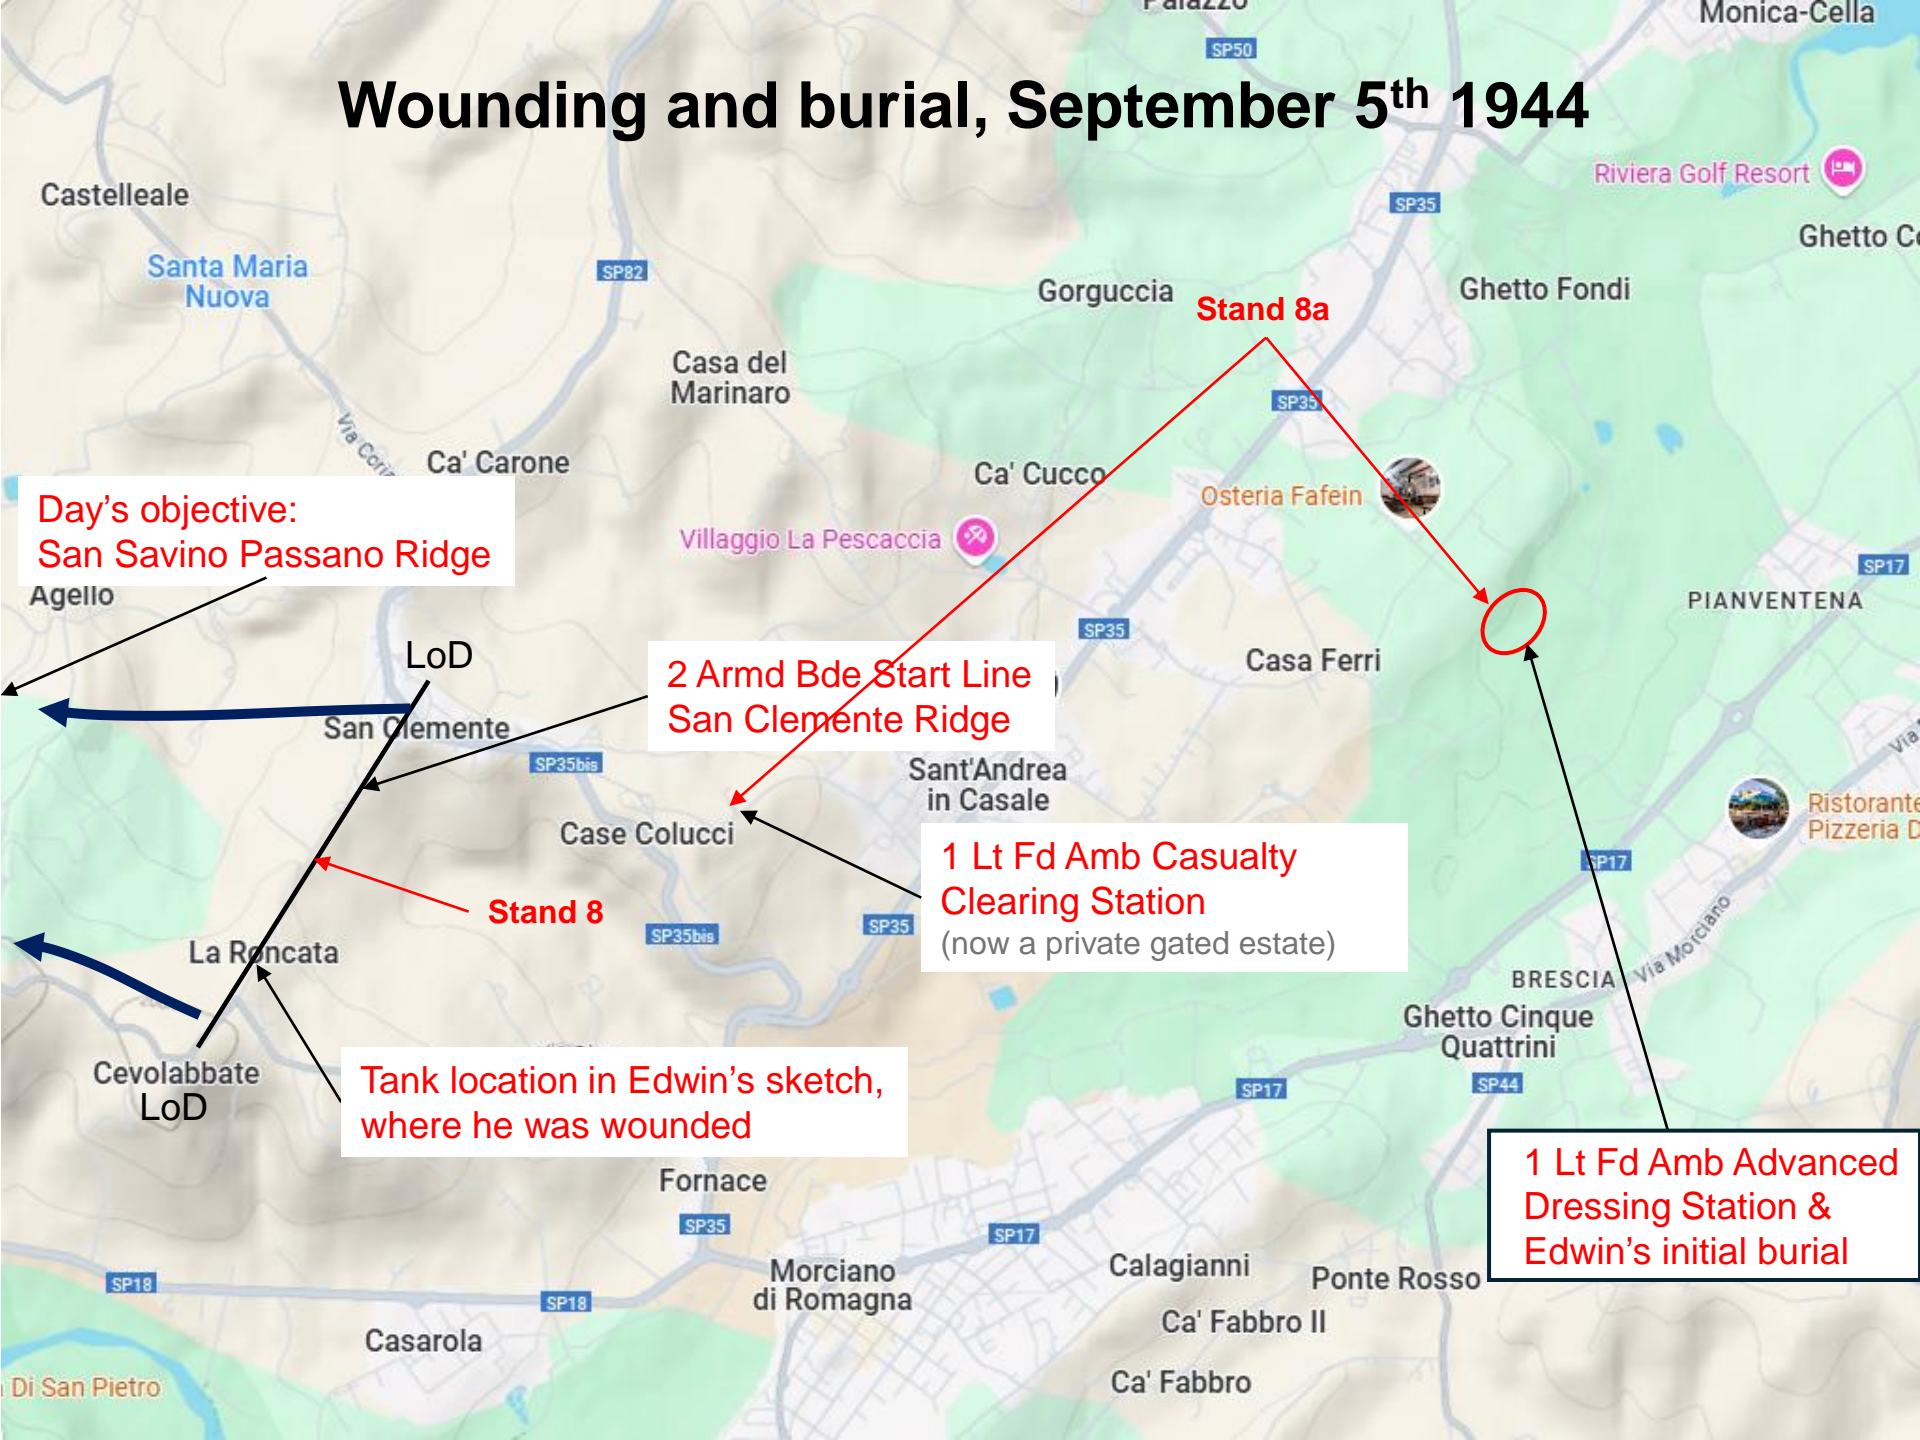 Palazzo
Monica-Cella
SP50
Wounding and burial, September 5th 1944
Riviera Golf Resort
Castelleale
SP35
Ghetto C
Santa Maria
Nuova
SP82
Gorguccia
Stand 8a
Ghetto Fondi
Casa del
Marinaro
SP35
Via Coria
Ca' Carone
Ca' Cucco
Osteria Fafein
Day's objective:
San Savino Passano Ridge
Villaggio La Pescaccia
SP17
Agello
PIANVENTENA
SP35
LoD
2 Armd Bde Start Line
San Clemente Ridge
Casa Ferri
San Clemente
SP35bis
Sant'Andrea
in Casale
Via
Ristorante
Pizzeria D
Case Colucci
1 Lt Fd Amb Casualty
Clearing Station
(now a private gated estate)
SP17
Stand 8
SP35bis
SP35
La Roncata
Via Morciano
BRESCIA
Ghetto Cinque
Quattrini
Cevolabbate
LoD
Tank location in Edwin's sketch,
where he was wounded
SP17
SP44
1 Lt Fd Amb Advanced
Dressing Station &
Edwin's initial burial
Fornace
SP35
SP17
Morciano
di Romagna
Calagianni
Ponte Rosso
SP18
SP18
Ca' Fabbro II
Casarola
Di San Pietro
Ca' Fabbro